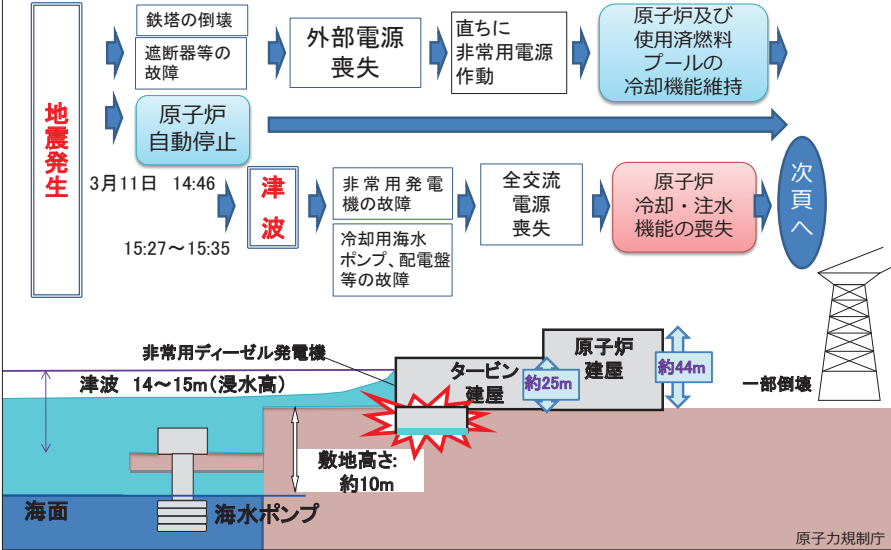 地震発生
鉄塔の倒壊
遮断器等の
故障
外部電源
喪失
直ちに
非常用電源
作動
原子炉及び
使用済燃料
プールの
冷却機能維持
原子炉
自動停止
3月11日 14:46
15:27～15:35
津波
非常用発電
機の故障
冷却用海水
ポンプ、配電盤
等の故障
全交流
電源
喪失
原子炉
冷却・注水
機能の喪失
次頁へ
非常用ディーゼル発電機
津波 14～15m(浸水高)
タービン
建屋
約25m
原子炉
建屋
約44m
一部倒壊
敷地高さ:
約10m
海面
海水ポンプ
原子力規制庁